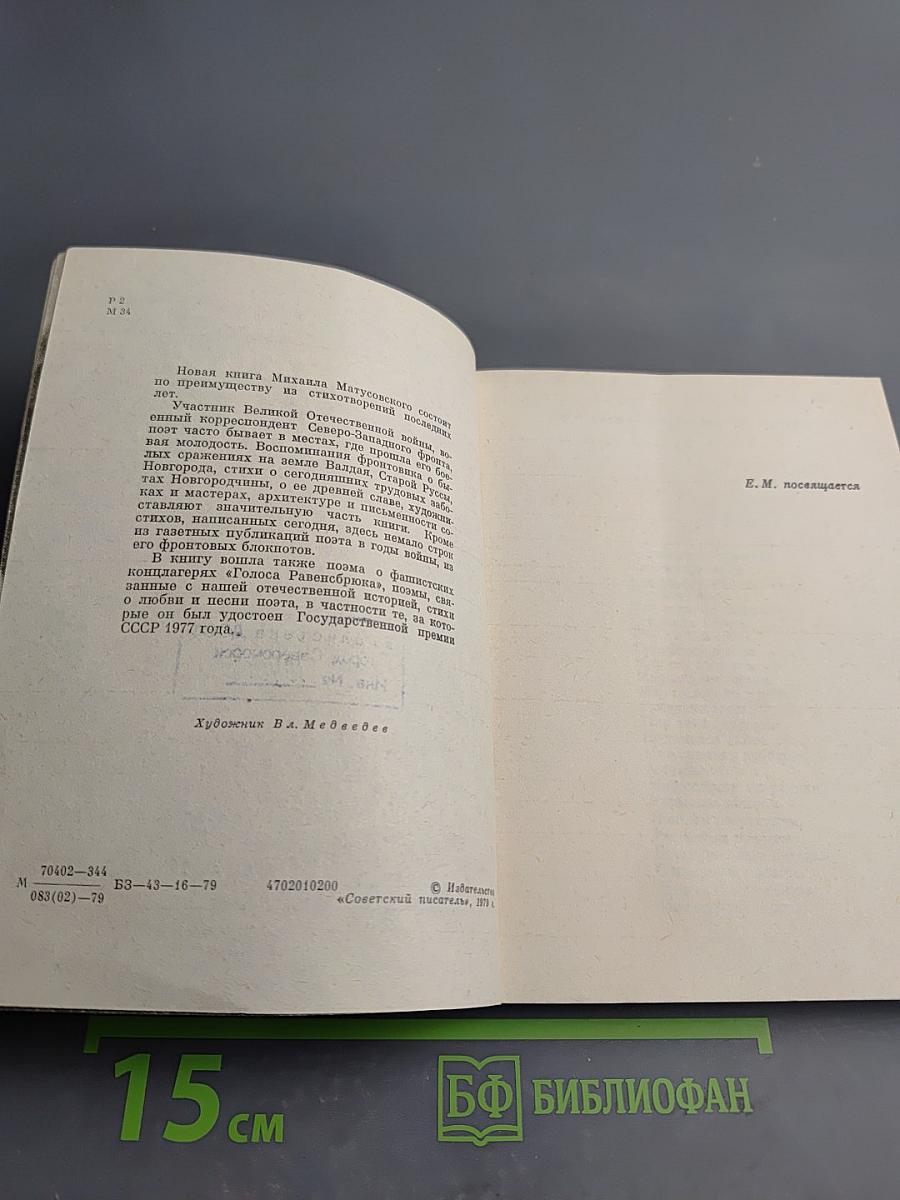 Р 2
М 34
Новая книга Михаила Матусовского состоит
по преимуществу из стихотворений последних
лет.
Участник Великой Отечественной войны, во-
енный корреспондент Северо-Западного фронта,
поэт часто бывает в местах, где прошла его бое-
вая молодость. Воспоминания фронтовика о бы-
лых сражениях на земле Валдая, Старой Руссы,
Новгорода, стихи о сегодняшних трудовых забо-
тах Новгородчины, о ее древней славе, художни-
ках и мастерах, архитектуре и письменности со-
ставляют значительную часть книги. Кроме
стихов, написанных сегодня, здесь немало строк
из газетных публикаций поэта в годы войны, из
его фронтовых блокнотов.
В книгу вошла также поэма о фашистских
концлагерях «Голоса Равенсбрюка», поэмы, свя-
занные с нашей отечественной историей, стихи
о любви и песни поэта, в частности те, за кото-
рые он был удостоен Государственной премии
СССР 1977 года.
Художник Вл. Медведев
М 70402—344
083(02)—79 БЗ—43—16—79 4702010200 © Издательство
«Советский писатель», 1979 г.
Е. М. посвящается
15 см
БФ БИБЛИОФАН